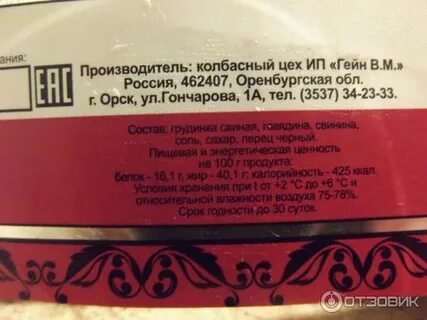 ания:
ЕАС
Производитель: колбасный цех ИП «Гейн В.М.»
Россия, 462407, Оренбургская обл.
г. Орск, ул.Гончарова, 1А, тел. (3537) 34-23-33.
Состав: грудинка свиная, говядина, свинина,
соль, сахар, перец черный.
Пищевая и энергетическая ценность
на 100 г продукта:
белок - 16,1 г, жир - 40,1 г; калорийность - 425 ккал.
Условия хранения при t от +2 °С до +6 °С и
относительной влажности воздуха 75-78%.
Срок годности до 30 суток.
ОТЗОВИК